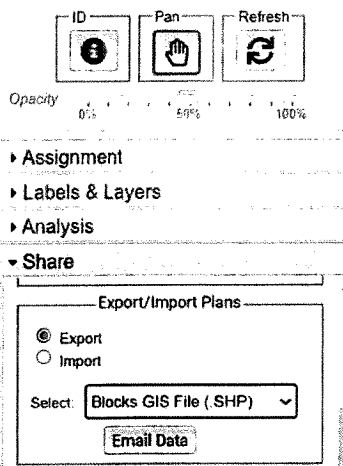 ID Pan Refresh
Opacity
0% 50% 100%
▸ Assignment
▸ Labels & Layers
▸ Analysis
▾ Share
Export/Import Plans
Export
Import
Select: Blocks GIS File (.SHP)
Email Data